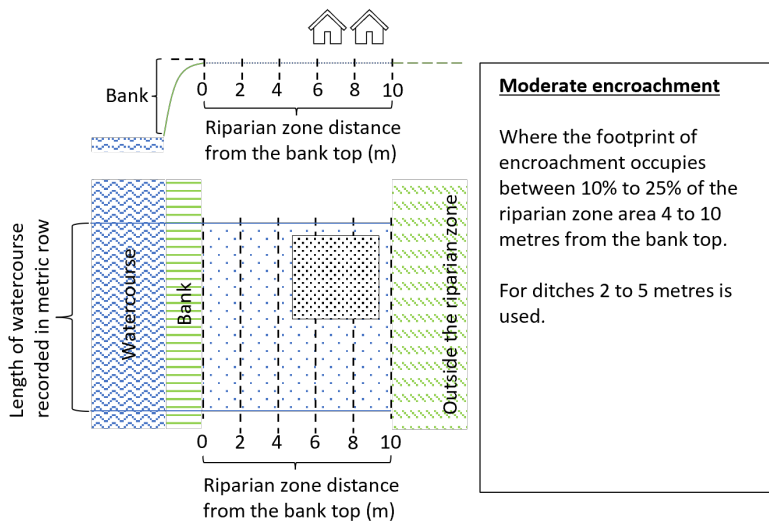 Bank
0 2 4 6 8 10
Riparian zone distance
from the bank top (m)
Length of watercourse
recorded in metric row
Watercourse
Bank
Outside the riparian zone
0 2 4 6 8 10
Riparian zone distance
from the bank top (m)
Moderate encroachment
Where the footprint of
encroachment occupies
between 10% to 25% of the
riparian zone area 4 to 10
metres from the bank top.
For ditches 2 to 5 metres is
used.